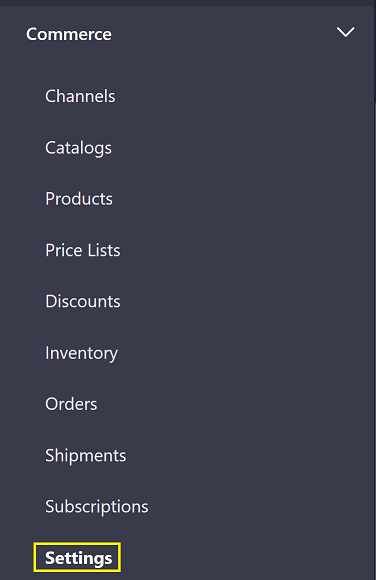 Commerce
Channels
Catalogs
Products
Price Lists
Discounts
Inventory
Orders
Shipments
Subscriptions
Settings